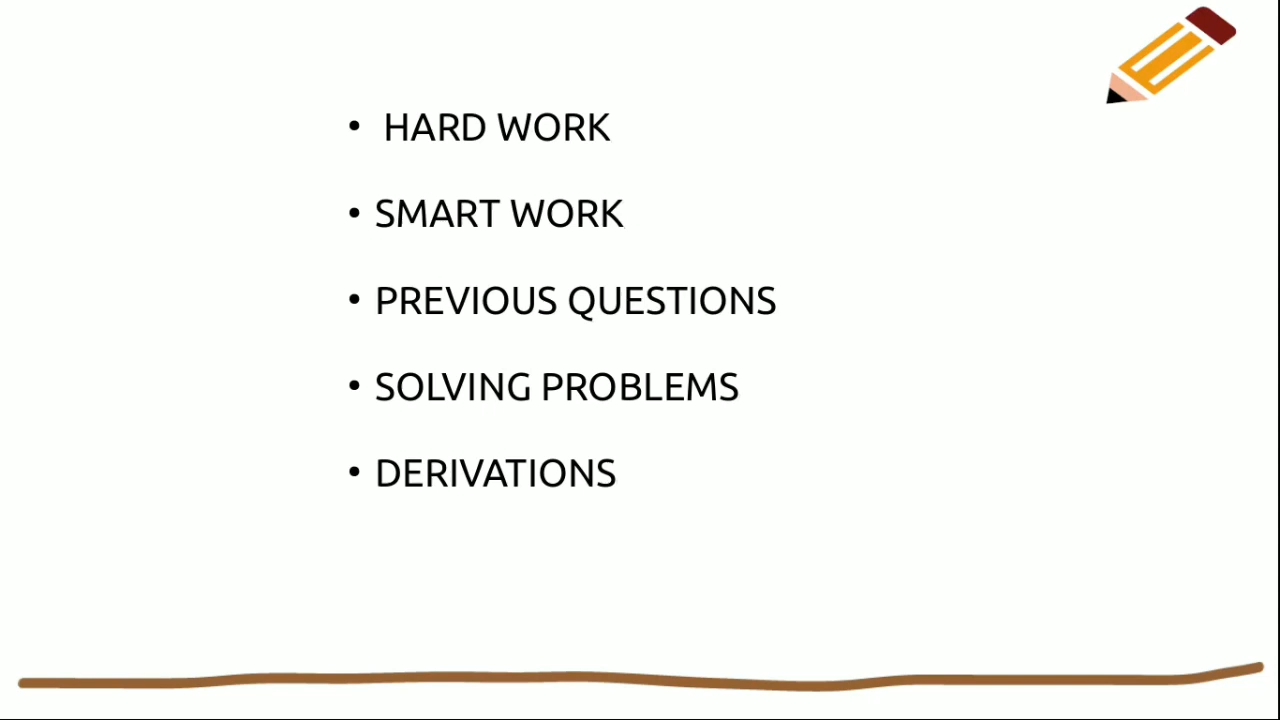 • HARD WORK
• SMART WORK
• PREVIOUS QUESTIONS
• SOLVING PROBLEMS
• DERIVATIONS